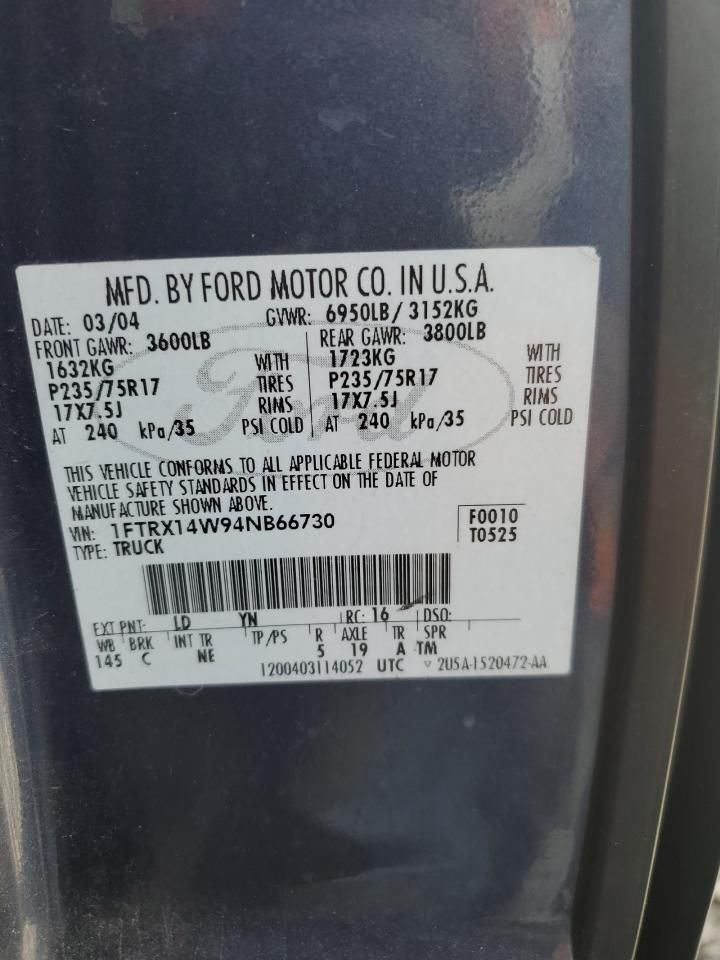 MFD. BY FORD MOTOR CO. IN U.S.A.
DATE: 03/04 GVWR: 6950LB/ 3152KG
FRONT GAWR: 3600LB REAR GAWR: 3800LB
1632KG WITH 1723KG WITH
P235/75R17 TIRES P235/75R17 TIRES
17X7.5J RIMS 17X7.5J RIMS
AT 240 kPa/35 PSI COLD AT 240 kPa/35 PSI COLD
THIS VEHICLE CONFORMS TO ALL APPLICABLE FEDERAL MOTOR
VEHICLE SAFETY STANDARDS IN EFFECT ON THE DATE OF
MANUFACTURE SHOWN ABOVE.
VIN: 1FTRX14W94NB66730 F0010
TYPE: TRUCK T0525
Ford
EXT PNT: LD YN RC: 16 DSO:
WB BRK INT TR TP/PS R AXLE TR SPR
145 C NE 5 19 A TM
1200403114052 UTC ▽ 2U5A-1520472-AA